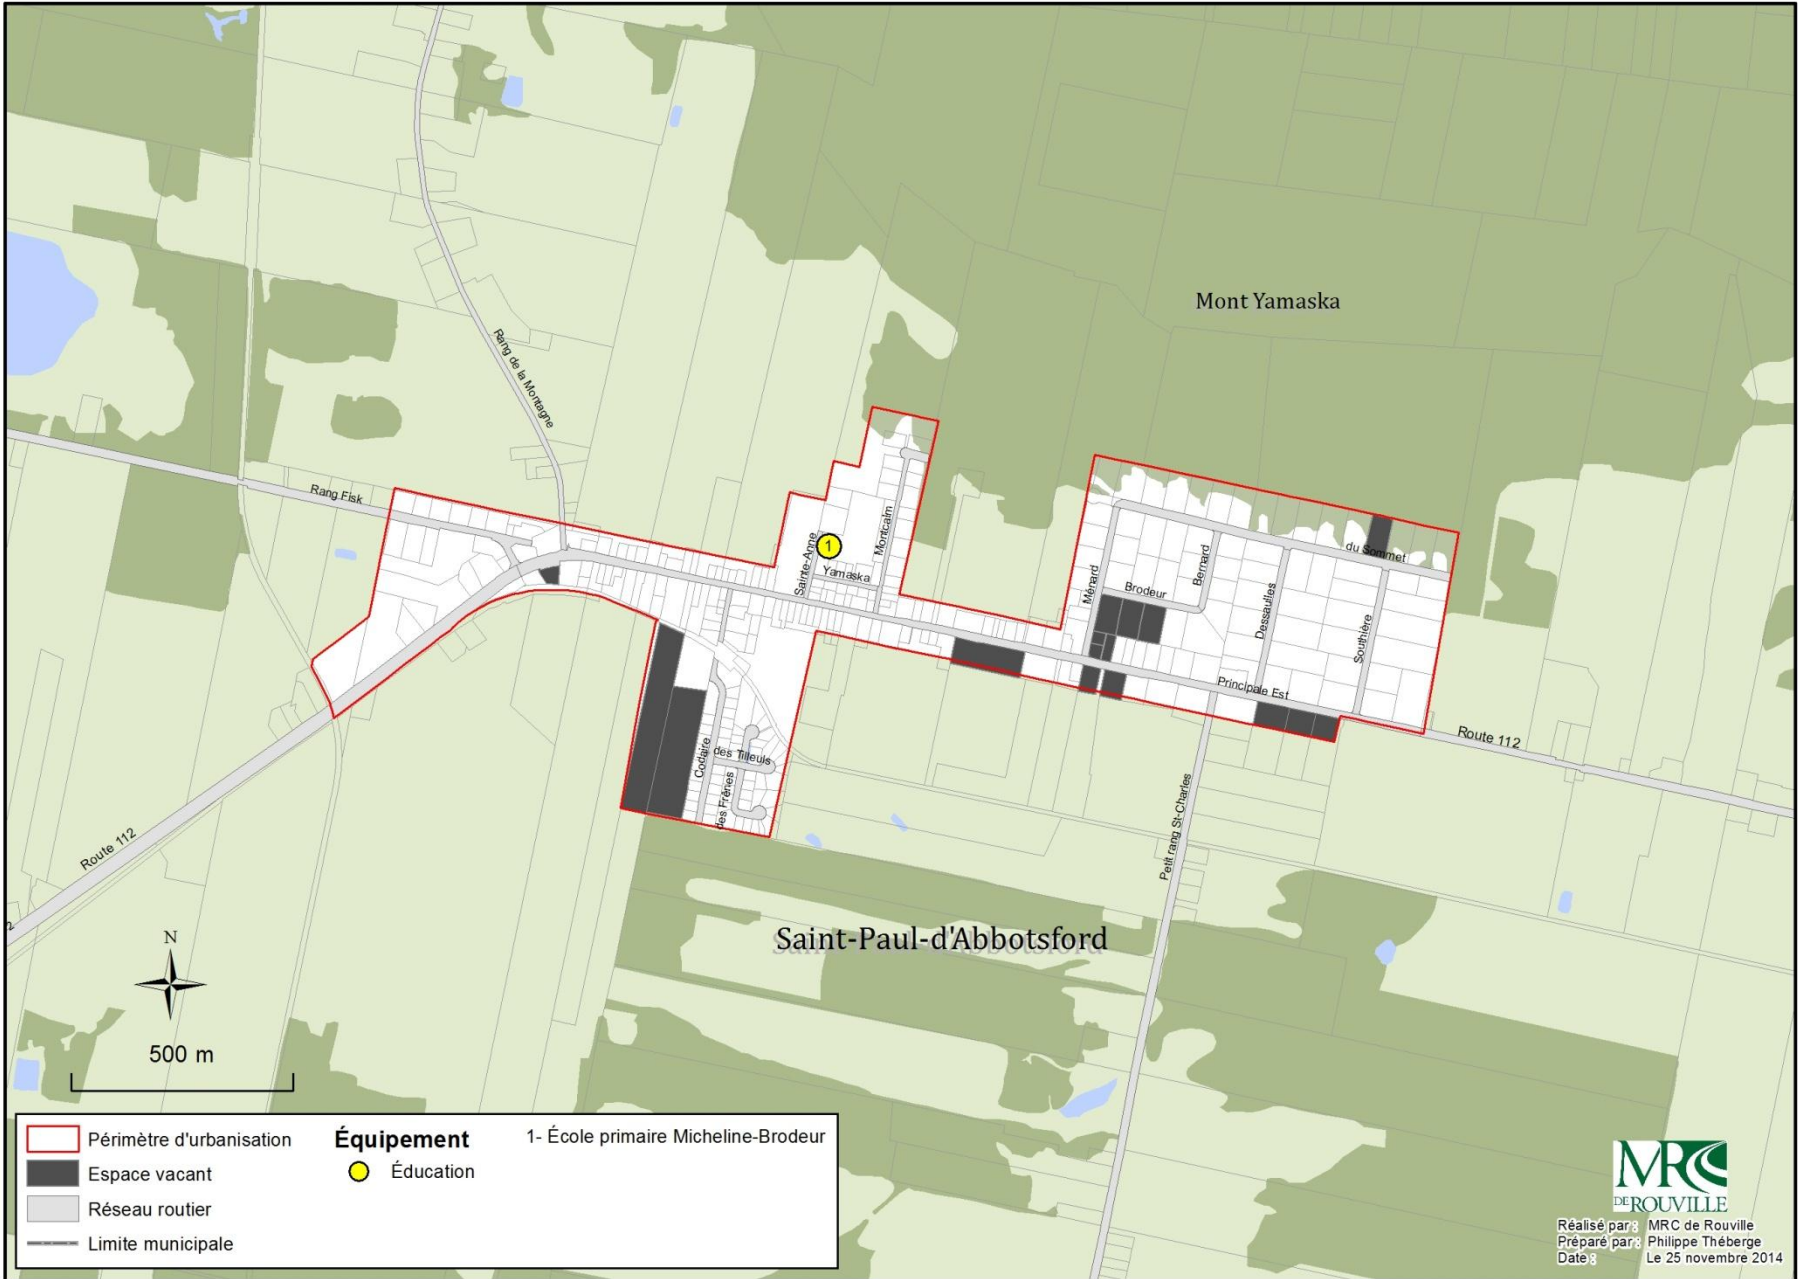 Mont Yamaska
Rang de la Montagne
Rang Fisk
Sainte-Anne
1
Montcalm
Yamaska
du Sommet
Ménard
Brodeur
Bernard
Dessaulles
Southière
Principale Est
Route 112
Codaire
des Tilleuls
des Frênes
Petit rang St-Charles
Route 112
2
Saint-Paul-d'Abbotsford
N
500 m
Périmètre d'urbanisation
Espace vacant
Réseau routier
Limite municipale
Équipement
Éducation
1- École primaire Micheline-Brodeur
MRC
DE ROUVILLE
Réalisé par : MRC de Rouville
Préparé par : Philippe Théberge
Date : Le 25 novembre 2014